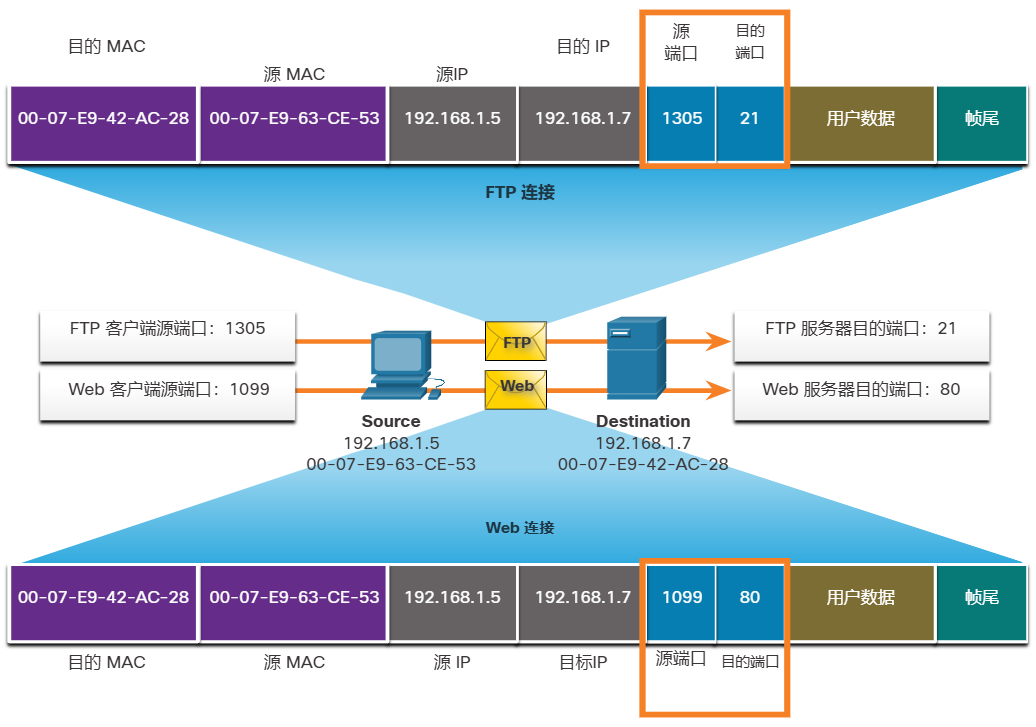 目的 MAC
源 MAC
源IP
目的 IP
源
端口
目的
端口
00-07-E9-42-AC-28
00-07-E9-63-CE-53
192.168.1.5
192.168.1.7
1305
21
用户数据
帧尾
FTP 连接
FTP 客户端源端口：1305
FTP
FTP 服务器目的端口：21
Web 客户端源端口：1099
Web
Web 服务器目的端口：80
Source
192.168.1.5
00-07-E9-63-CE-53
Destination
192.168.1.7
00-07-E9-42-AC-28
Web 连接
00-07-E9-42-AC-28
00-07-E9-63-CE-53
192.168.1.5
192.168.1.7
1099
80
用户数据
帧尾
目的 MAC
源 MAC
源 IP
目标IP
源端口
目的端口